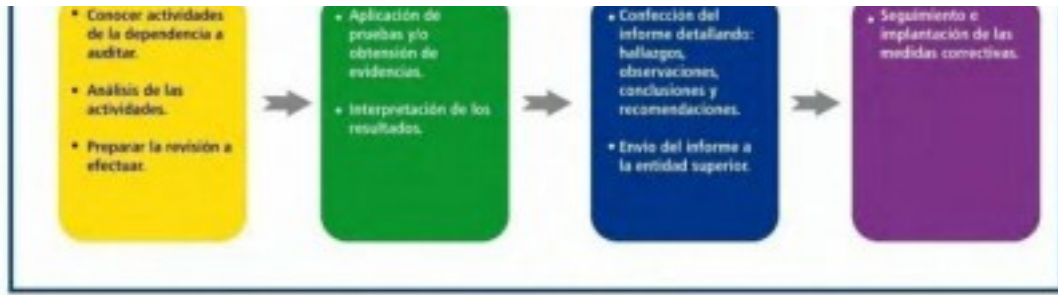 • Conocer actividades
de la dependencia a
auditar.
• Análisis de las
actividades.
• Preparar la revisión a
efectuar.
• Aplicación de
pruebas y/o
obtención de
evidencias.
• Interpretación de los
resultados.
• Confección del
informe detallando:
hallazgos,
observaciones,
conclusiones y
recomendaciones.
• Envio del informe a
la entidad superior.
• Seguimiento e
implantación de las
medidas correctivas.